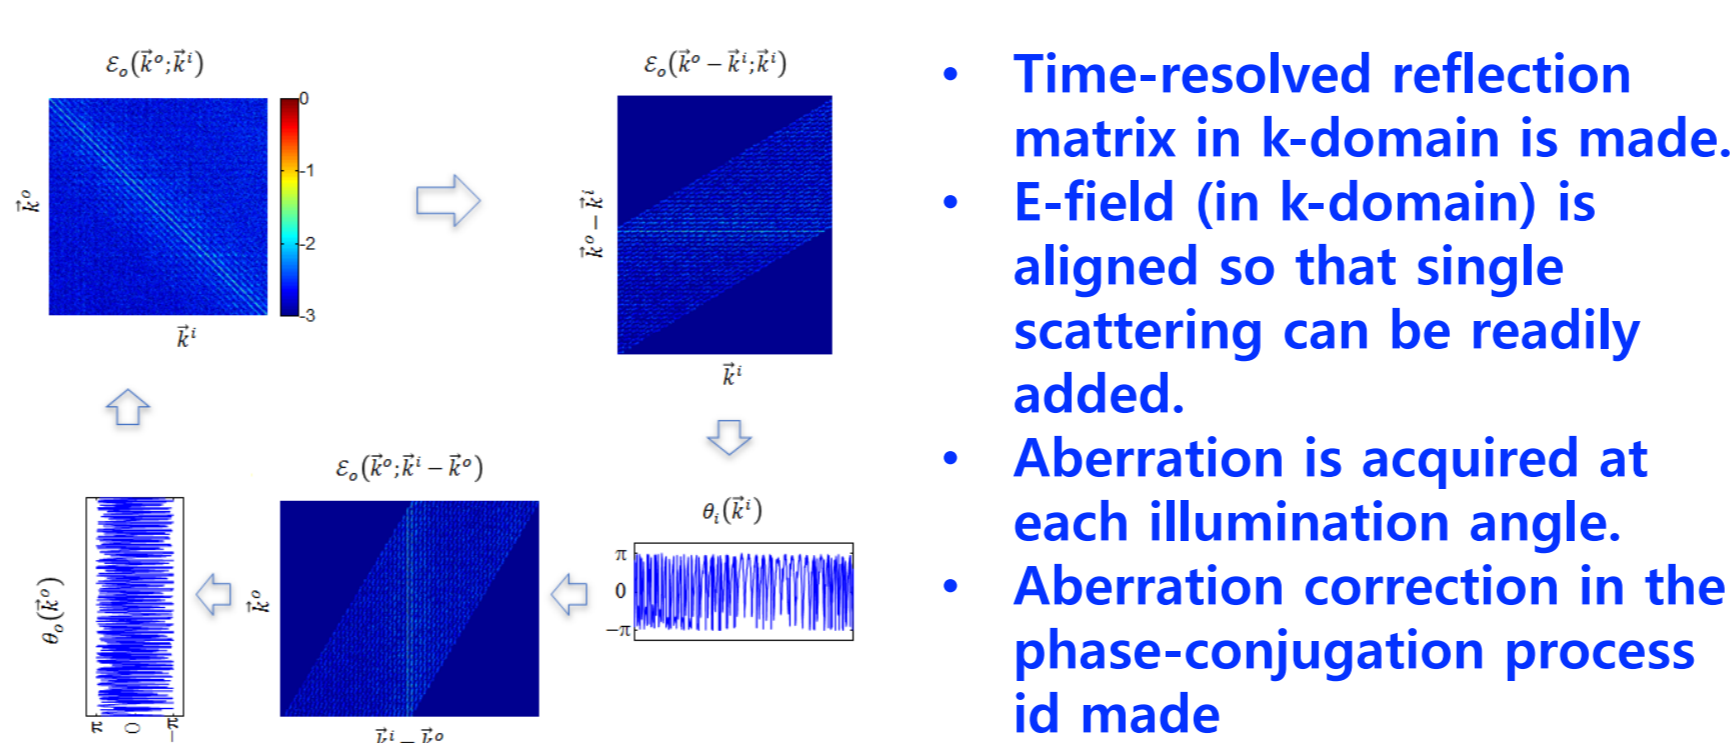 ℰₒ(k⃗ᵒ;k⃗ⁱ)
0
-1
-2
-3
k⃗ᵒ
k⃗ⁱ
ℰₒ(k⃗ᵒ − k⃗ⁱ;k⃗ⁱ)
k⃗ᵒ − k⃗ⁱ
k⃗ⁱ
θᵢ(k⃗ⁱ)
π
0
−π
ℰₒ(k⃗ᵒ;k⃗ⁱ − k⃗ᵒ)
k⃗ᵒ
k⃗ⁱ − k⃗ᵒ
θₒ(k⃗ᵒ)
π
0
−π
• Time-resolved reflection
matrix in k-domain is made.
• E-field (in k-domain) is
aligned so that single
scattering can be readily
added.
• Aberration is acquired at
each illumination angle.
• Aberration correction in the
phase-conjugation process
id made